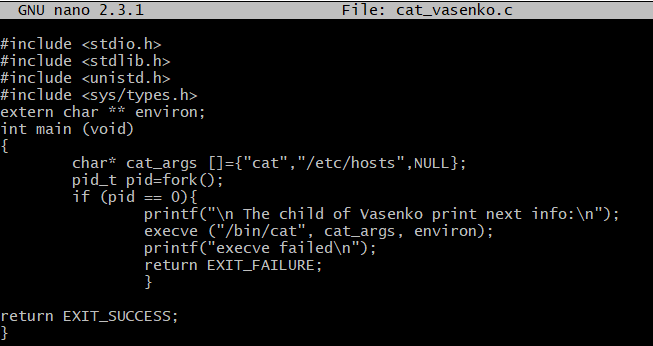 GNU nano 2.3.1 File: cat_vasenko.c
#include <stdio.h>
#include <stdlib.h>
#include <unistd.h>
#include <sys/types.h>
extern char ** environ;
int main (void)
{
        char* cat_args []={"cat","/etc/hosts",NULL};
        pid_t pid=fork();
        if (pid == 0){
                printf("\n The child of Vasenko print next info:\n");
                execve ("/bin/cat", cat_args, environ);
                printf("execve failed\n");
                return EXIT_FAILURE;
                }
return EXIT_SUCCESS;
}